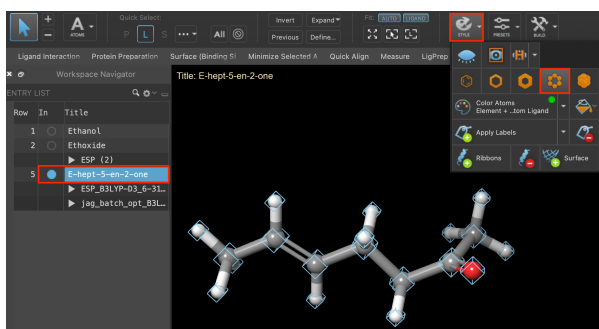 Quick Select:
Invert
Expand
Fit: AUTO LIGAND
+
−
A
ATOMS
P L S ••• All
Previous
Define...
STYLE
PRESETS
BUILD
Ligand Interaction
Protein Preparation
Surface (Binding Si
Minimize Selected A
Quick Align
Measure
LigPrep
Workspace Navigator
Title: E-hept-5-en-2-one
ENTRY LIST
Row In Title
1 Ethanol
2 Ethoxide
ESP (2)
5 E-hept-5-en-2-one
ESP_B3LYP-D3_6-31…
jag_batch_opt_B3L…
Color Atoms
Element + ..tom Ligand
Apply Labels
Ribbons
Surface